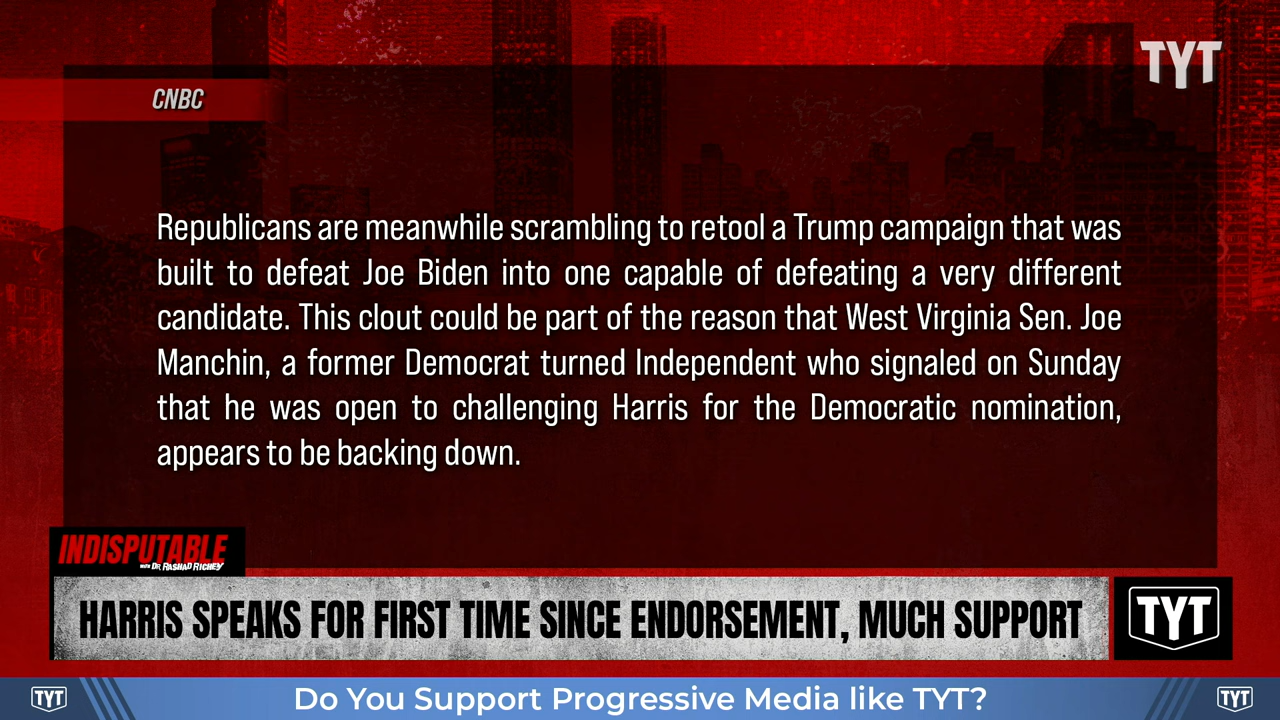 TYT
CNBC
Republicans are meanwhile scrambling to retool a Trump campaign that was
built to defeat Joe Biden into one capable of defeating a very different
candidate. This clout could be part of the reason that West Virginia Sen. Joe
Manchin, a former Democrat turned Independent who signaled on Sunday
that he was open to challenging Harris for the Democratic nomination,
appears to be backing down.
INDISPUTABLE
WITH DR. RASHAD RICHEY
HARRIS SPEAKS FOR FIRST TIME SINCE ENDORSEMENT, MUCH SUPPORT
TYT
TYT
Do You Support Progressive Media like TYT?
TYT